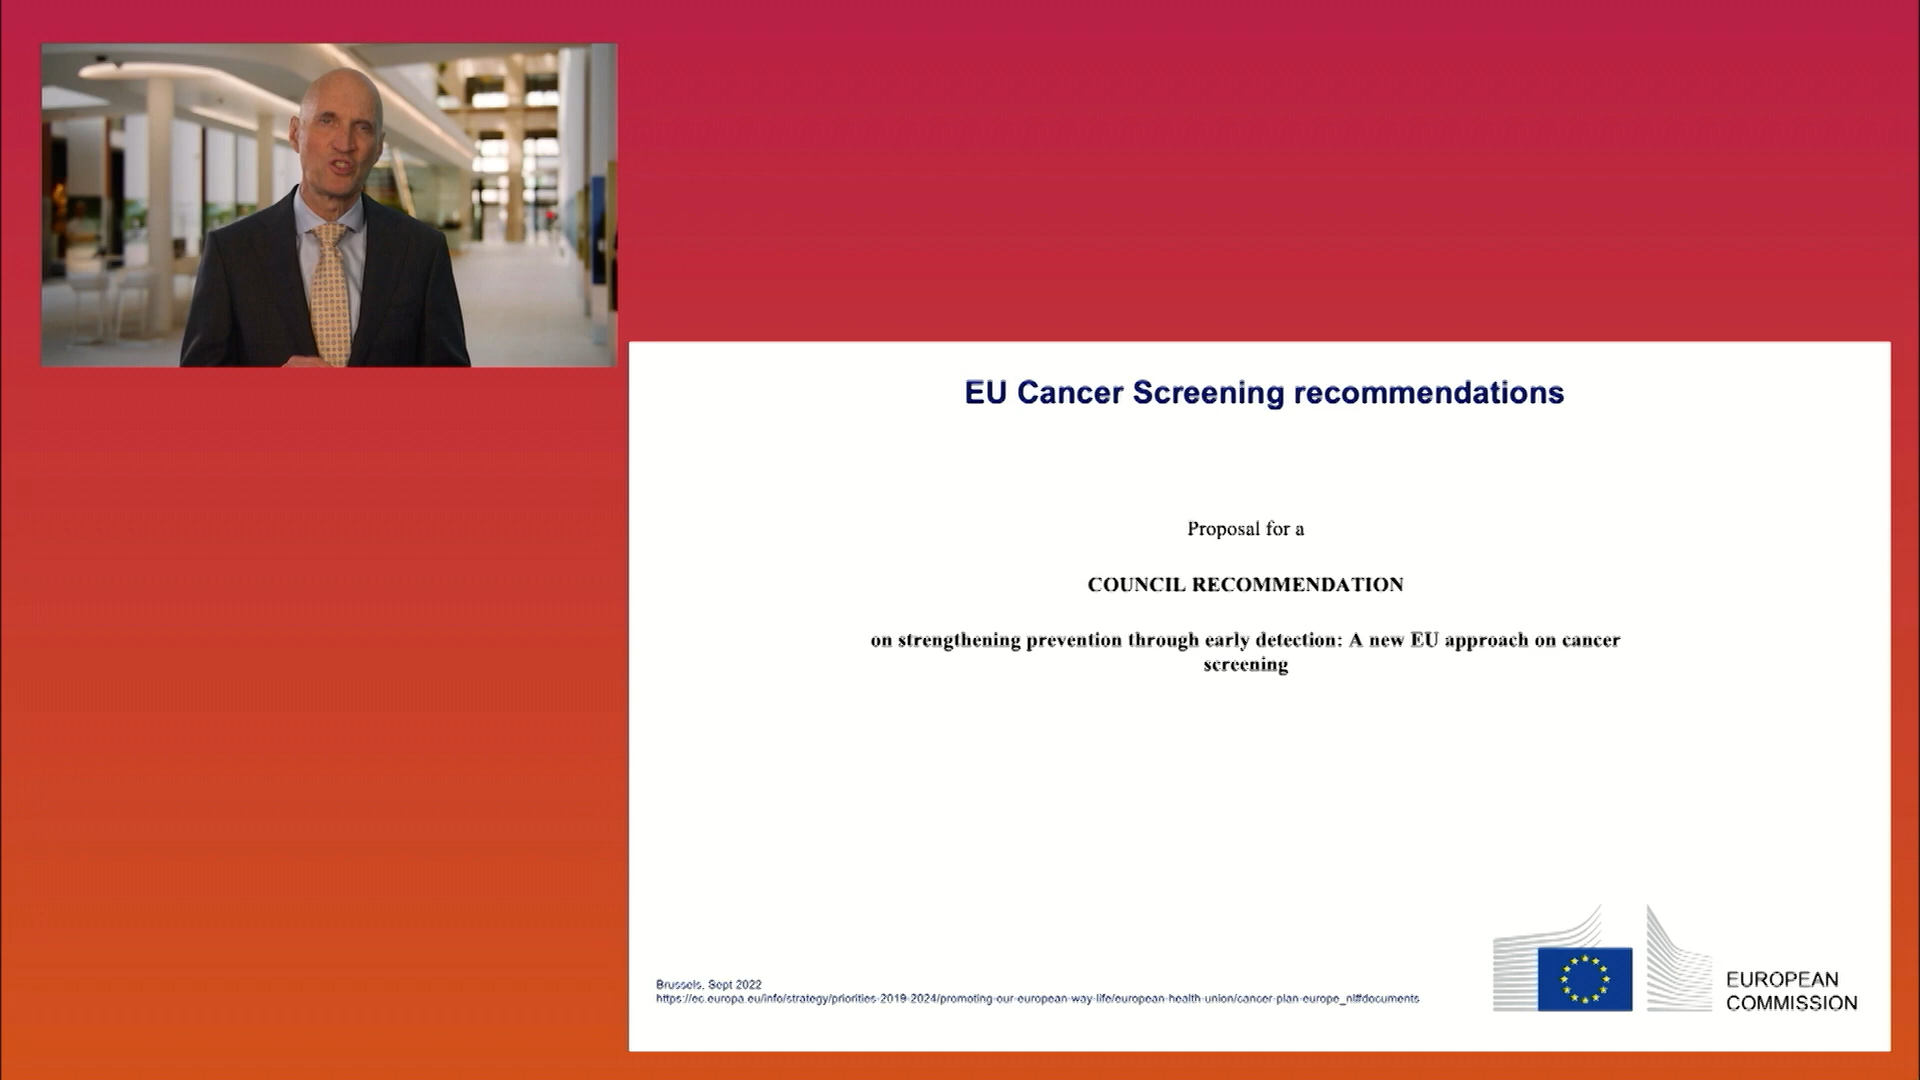 EU Cancer Screening recommendations
Proposal for a
COUNCIL RECOMMENDATION
on strengthening prevention through early detection: A new EU approach on cancer
screening
Brussels, Sept 2022
https://ec.europa.eu/info/strategy/priorities-2019-2024/promoting-our-european-way-life/european-health-union/cancer-plan-europe_nl#documents
EUROPEAN
COMMISSION